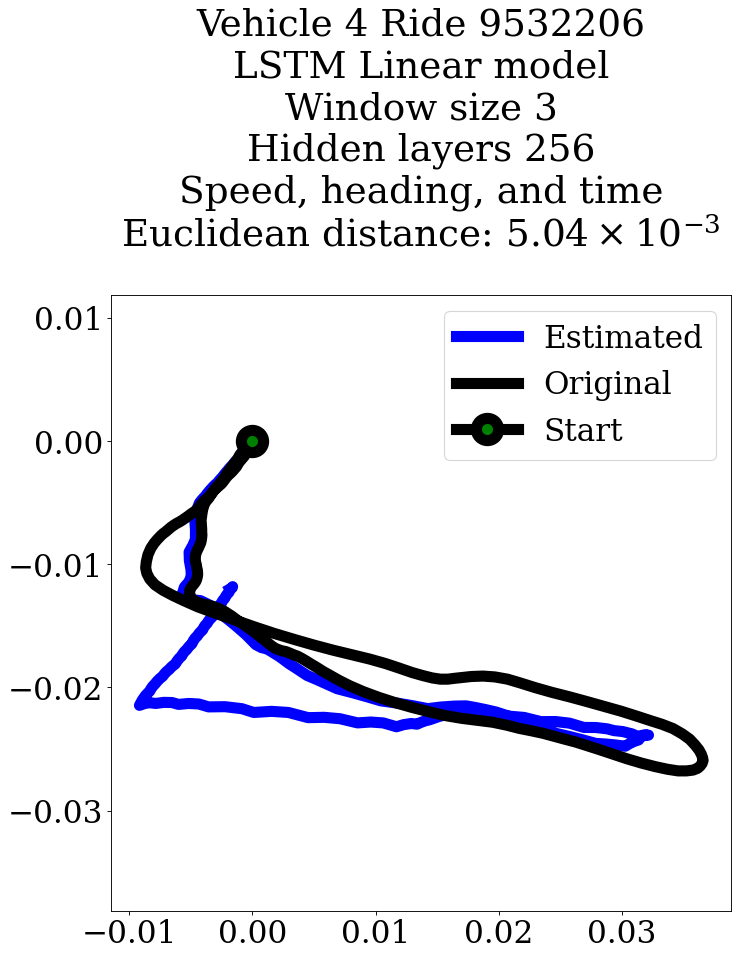 Vehicle 4 Ride 9532206
LSTM Linear model
Window size 3
Hidden layers 256
Speed, heading, and time
Euclidean distance: 5.04 × 10⁻³
Estimated
Original
Start
0.01
0.00
−0.01
−0.02
−0.03
−0.01 0.00 0.01 0.02 0.03